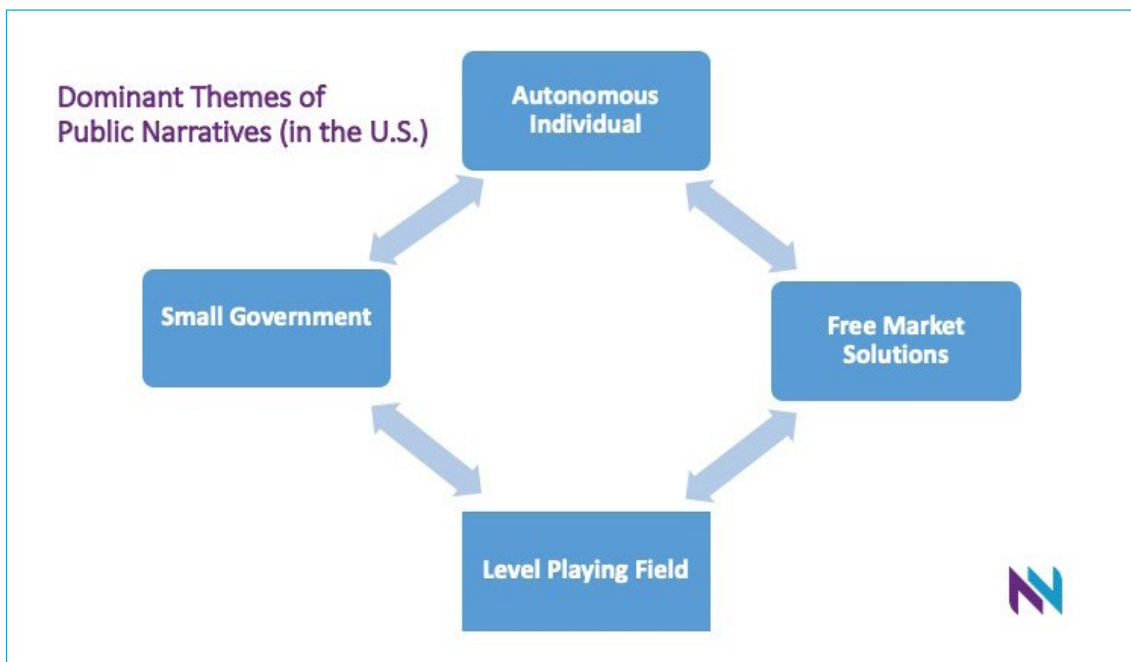 Dominant Themes of
Public Narratives (in the U.S.)
Autonomous
Individual
Small Government
Free Market
Solutions
Level Playing Field